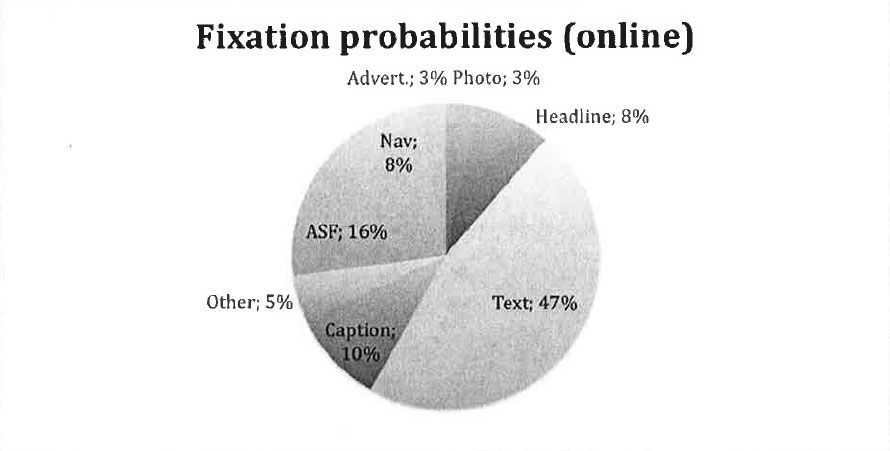 Fixation probabilities (online)
Advert.; 3% Photo; 3%
Headline; 8%
Nav;
8%
ASF; 16%
Other; 5%
Text; 47%
Caption;
10%